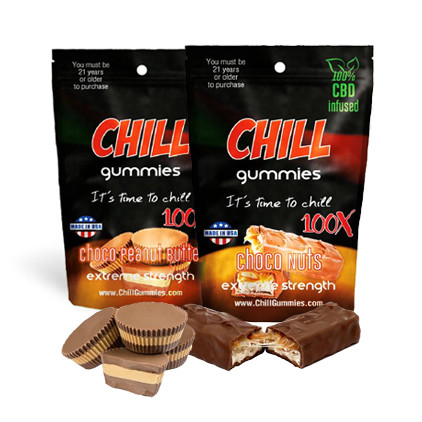 You must be
21 years
or older
to purchase
CHILL
gummies
It's time to chill
100X
MADE IN USA
Choco Peanut Butte
extreme strength
www.ChillGummies.com
You must be
21 years
or older
to purchase
100%
CBD
infused
CHILL
gummies
It's time to chill
100X
MADE IN USA
Choco Nuts
extreme strength
www.ChillGummies.com